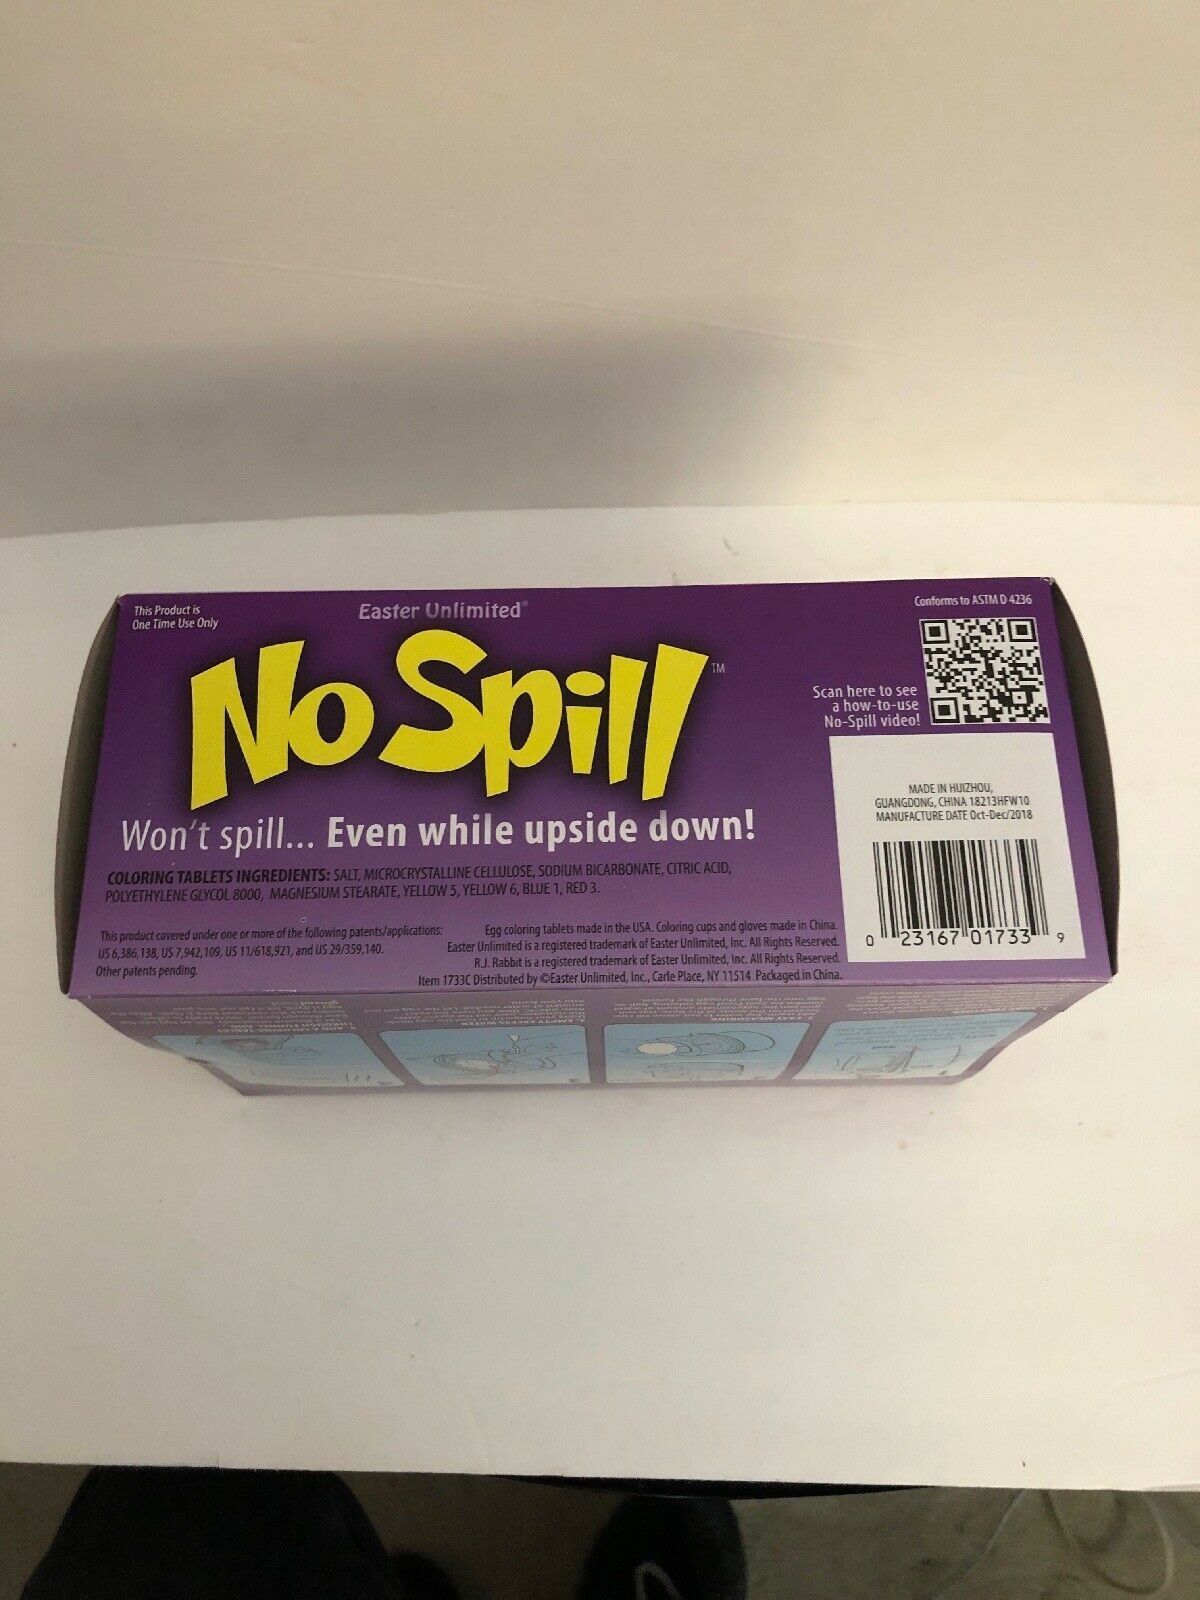 This Product is
One Time Use Only
Easter Unlimited®
No Spill™
Won't spill... Even while upside down!
COLORING TABLETS INGREDIENTS: SALT, MICROCRYSTALLINE CELLULOSE, SODIUM BICARBONATE, CITRIC ACID,
POLYETHYLENE GLYCOL 8000, MAGNESIUM STEARATE, YELLOW 5, YELLOW 6, BLUE 1, RED 3.
This product covered under one or more of the following patents/applications:
US 6,386,138, US 7,942,109, US 11/618,921, and US 29/359,140.
Other patents pending.
Egg coloring tablets made in the USA. Coloring cups and gloves made in China.
Easter Unlimited is a registered trademark of Easter Unlimited, Inc. All Rights Reserved.
R.J. Rabbit is a registered trademark of Easter Unlimited, Inc. All Rights Reserved.
Item 1733C Distributed by ©Easter Unlimited, Inc., Carle Place, NY 11514 Packaged in China.
Conforms to ASTM D 4236
Scan here to see
a how-to-use
No-Spill video!
MADE IN HUIZHOU,
GUANGDONG, CHINA 18213HFW10
MANUFACTURE DATE Oct-Dec/2018
0 23167 01733 9